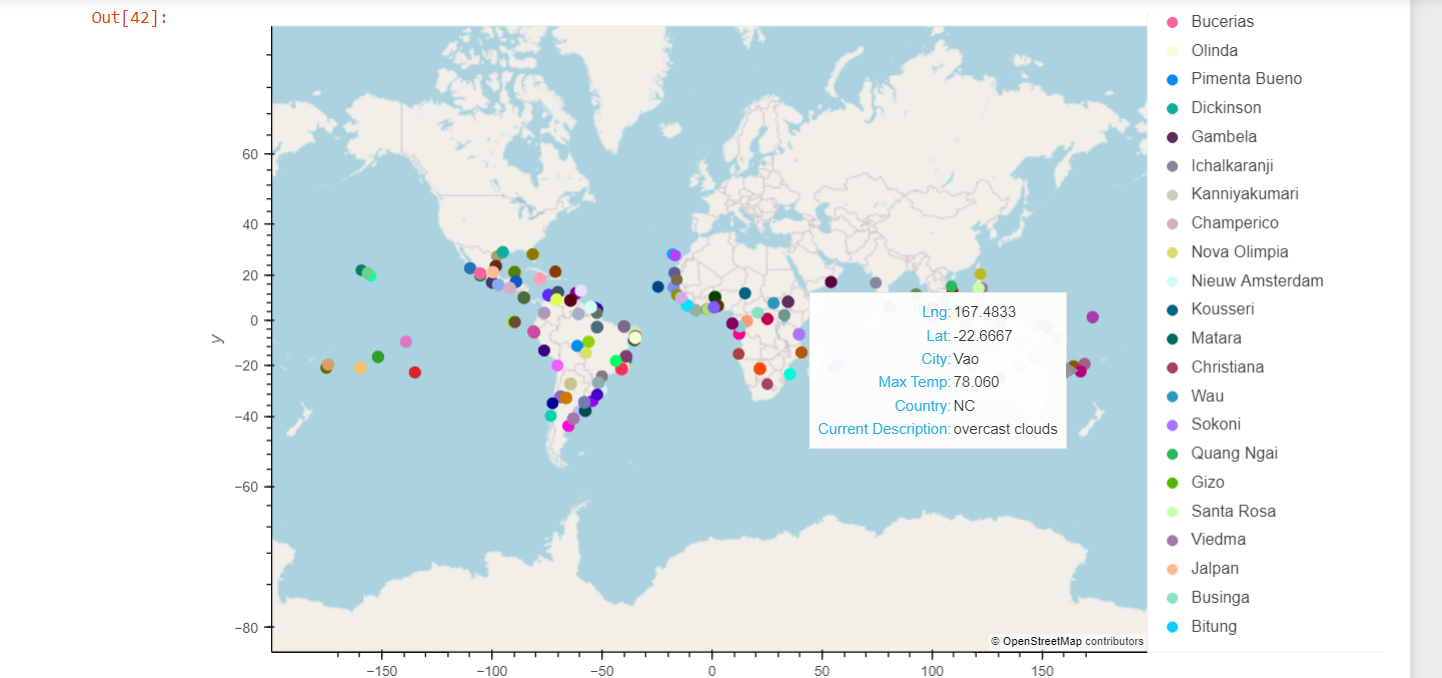 Out[42]:
Bucerias
Olinda
Pimenta Bueno
Dickinson
Gambela
Ichalkaranji
Kanniyakumari
Champerico
Nova Olimpia
Nieuw Amsterdam
Kousseri
Matara
Christiana
Wau
Sokoni
Quang Ngai
Gizo
Santa Rosa
Viedma
Jalpan
Businga
Bitung
60
40
20
0
−20
−40
−60
−80
y
Lng: 167.4833
Lat: -22.6667
City: Vao
Max Temp: 78.060
Country: NC
Current Description: overcast clouds
© OpenStreetMap contributors
−150
−100
−50
0
50
100
150